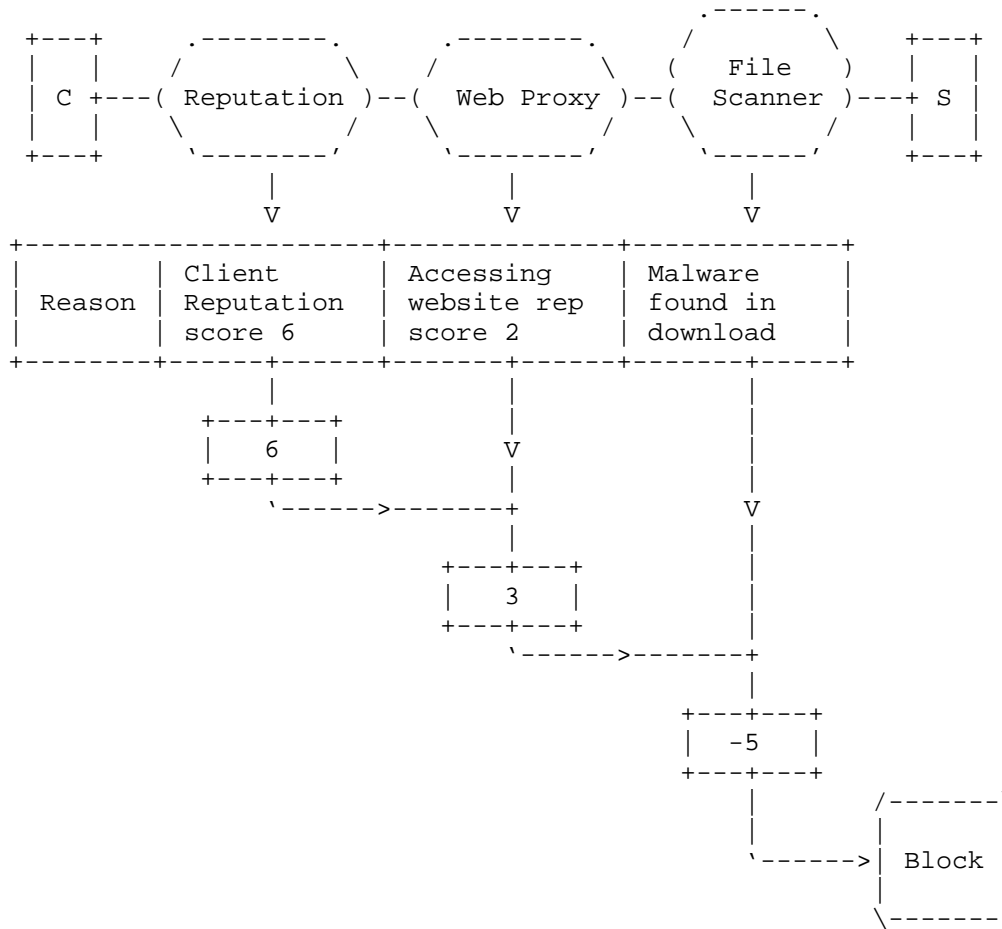 File
C Reputation Web Proxy Scanner S
V V V
Client Accessing Malware
Reason Reputation website rep found in
score 6 score 2 download
6 V
V
3
-5
Block